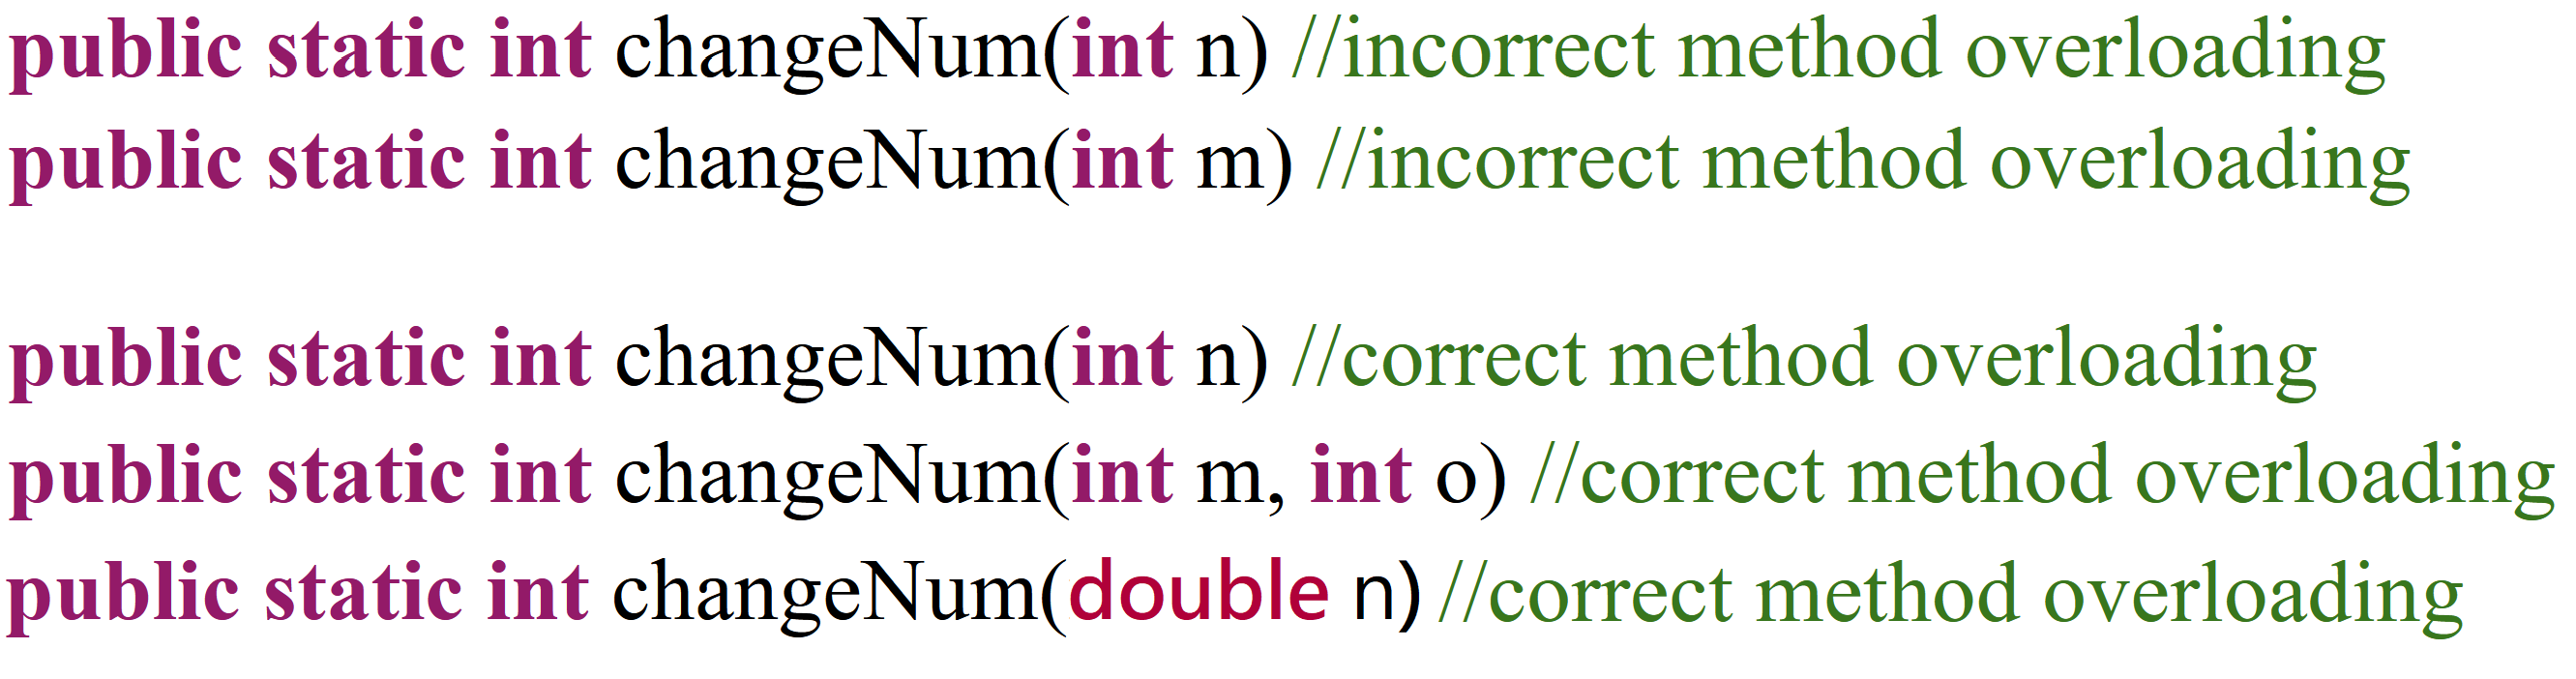 public static int changeNum(int n) //incorrect method overloading
public static int changeNum(int m) //incorrect method overloading
public static int changeNum(int n) //correct method overloading
public static int changeNum(int m, int o) //correct method overloading
public static int changeNum(double n) //correct method overloading